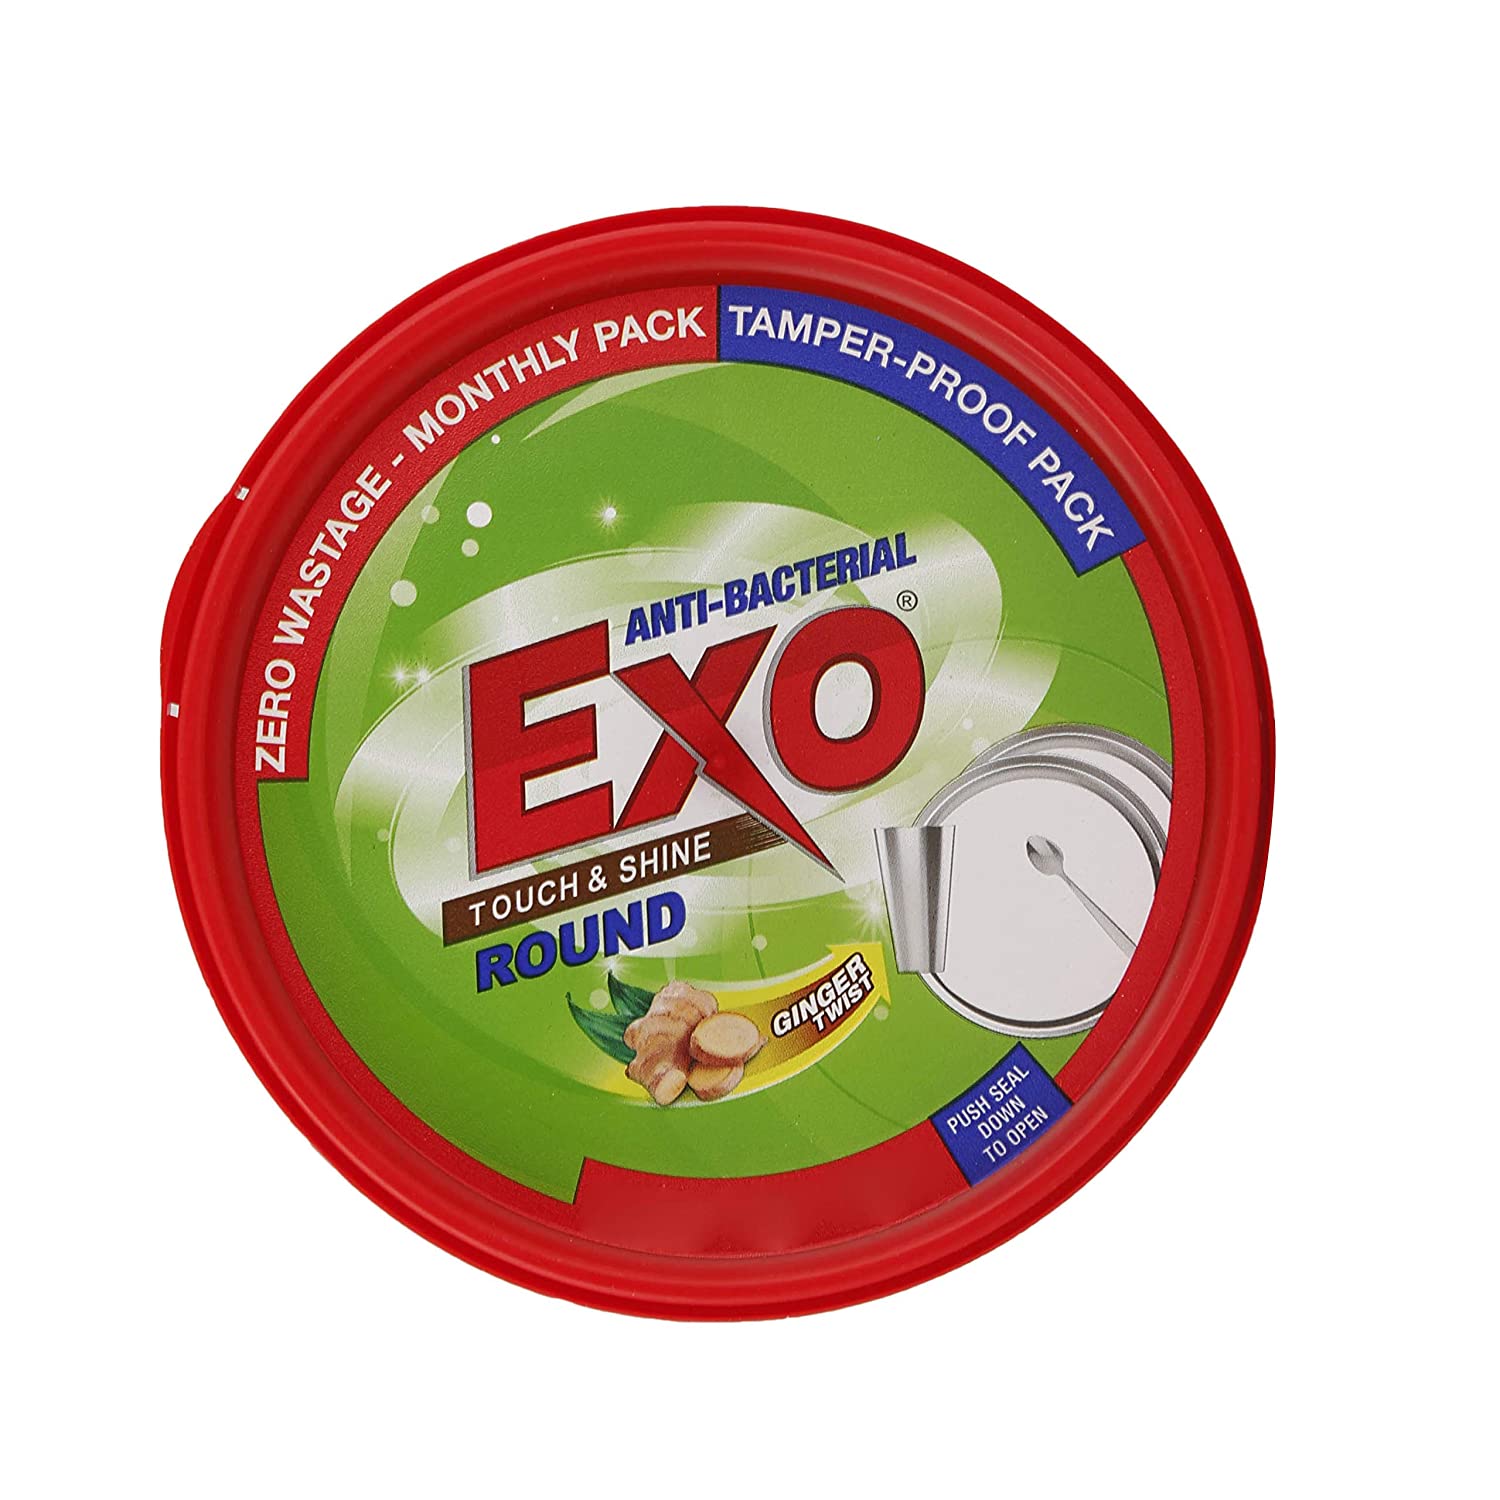 ZERO WASTAGE - MONTHLY PACK
TAMPER-PROOF PACK
ANTI-BACTERIAL
EXO ®
TOUCH & SHINE
ROUND
GINGER
TWIST
PUSH SEAL
DOWN
TO OPEN